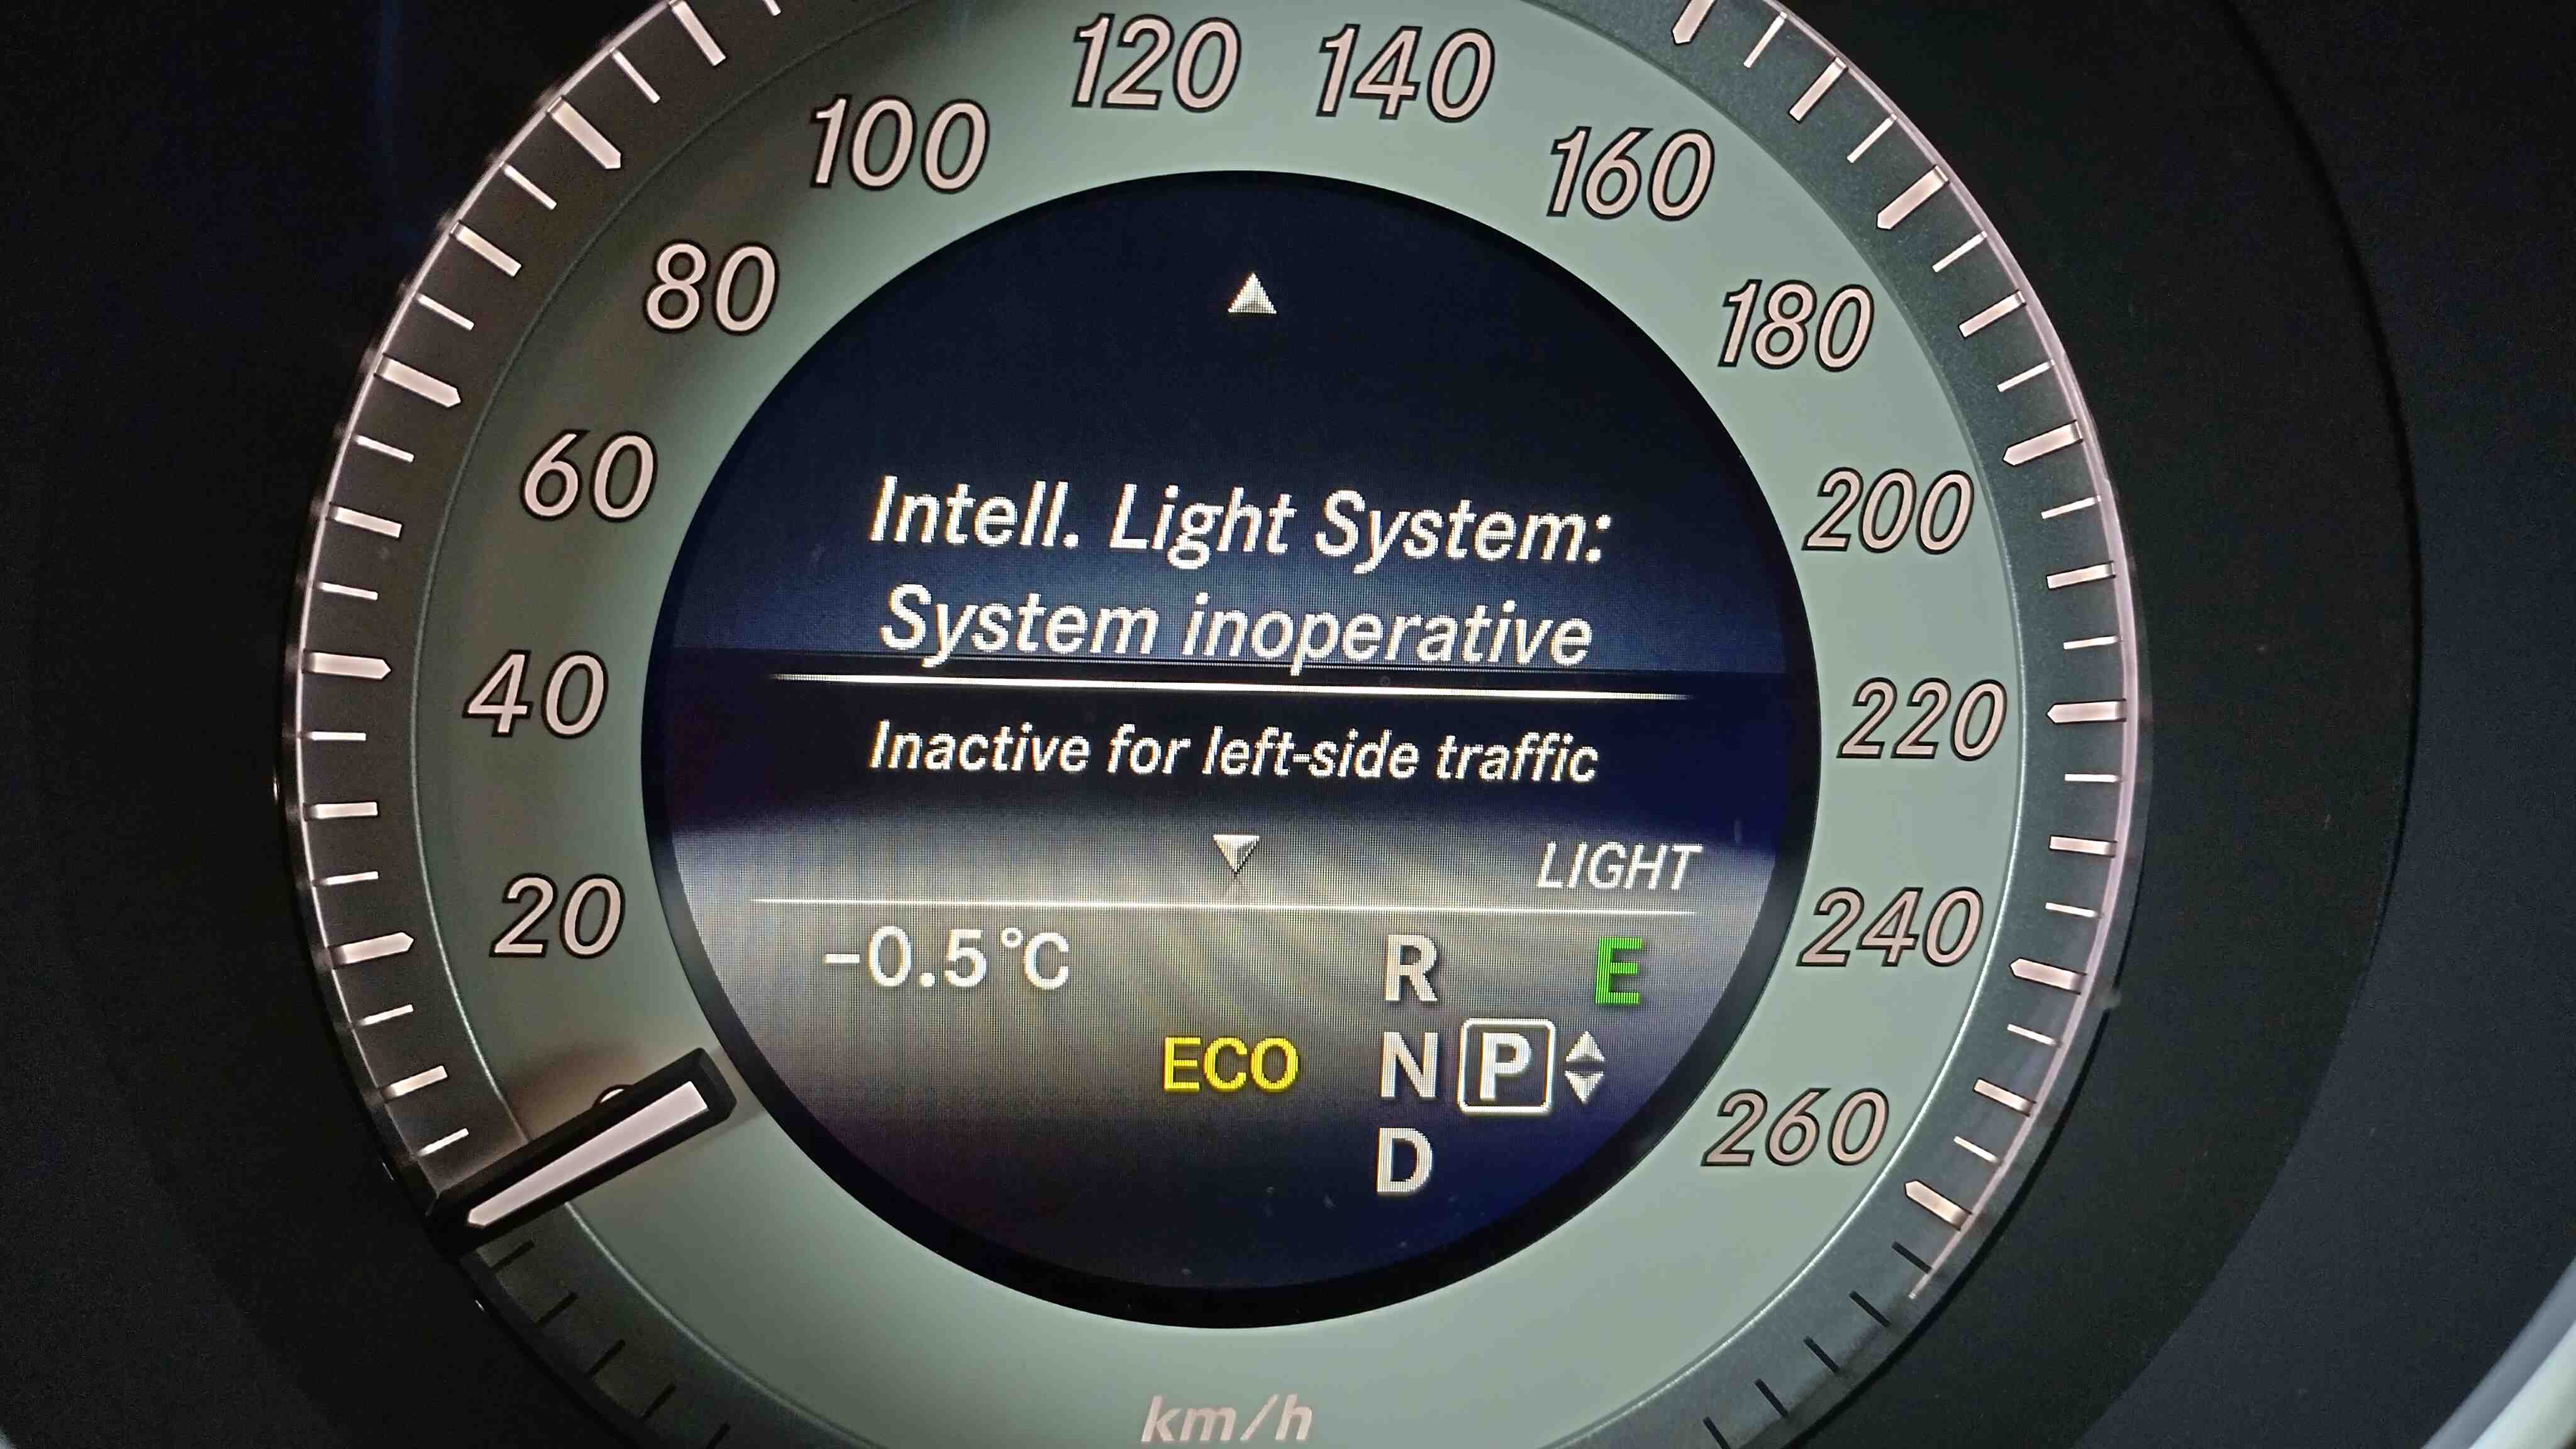 120 140
100 160
80 180
60 200
40 220
20 240
260
Intell. Light System:
System inoperative
Inactive for left-side traffic
LIGHT
-0.5°C R E
ECO N P
D
km/h